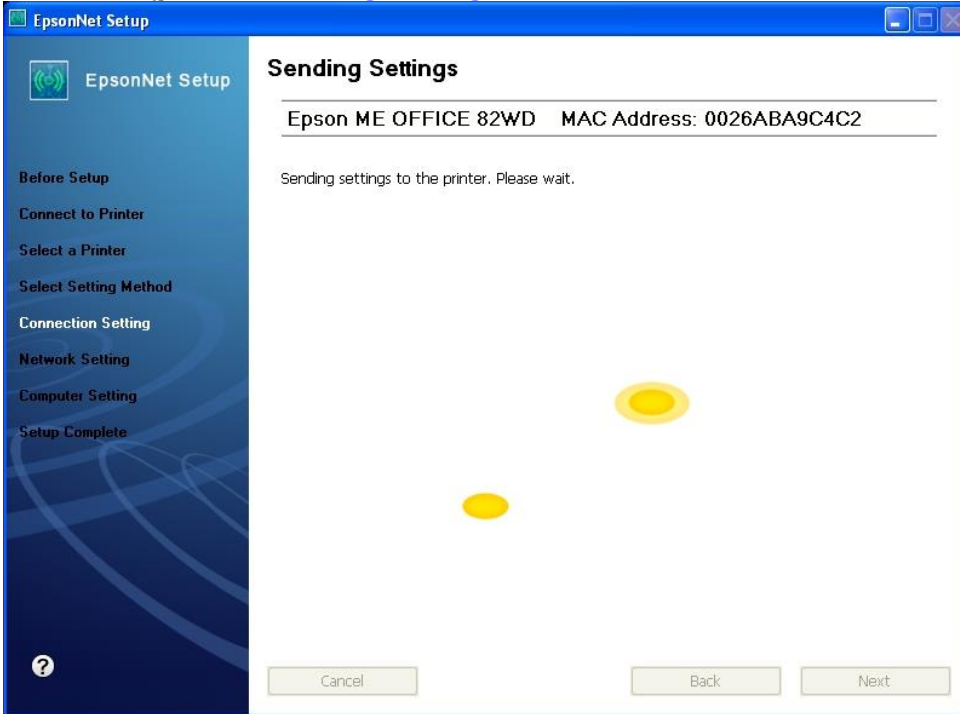 EpsonNet Setup
EpsonNet Setup
Sending Settings
Epson ME OFFICE 82WD MAC Address: 0026ABA9C4C2
Sending settings to the printer. Please wait.
Before Setup
Connect to Printer
Select a Printer
Select Setting Method
Connection Setting
Network Setting
Computer Setting
Setup Complete
?
Cancel
Back
Next